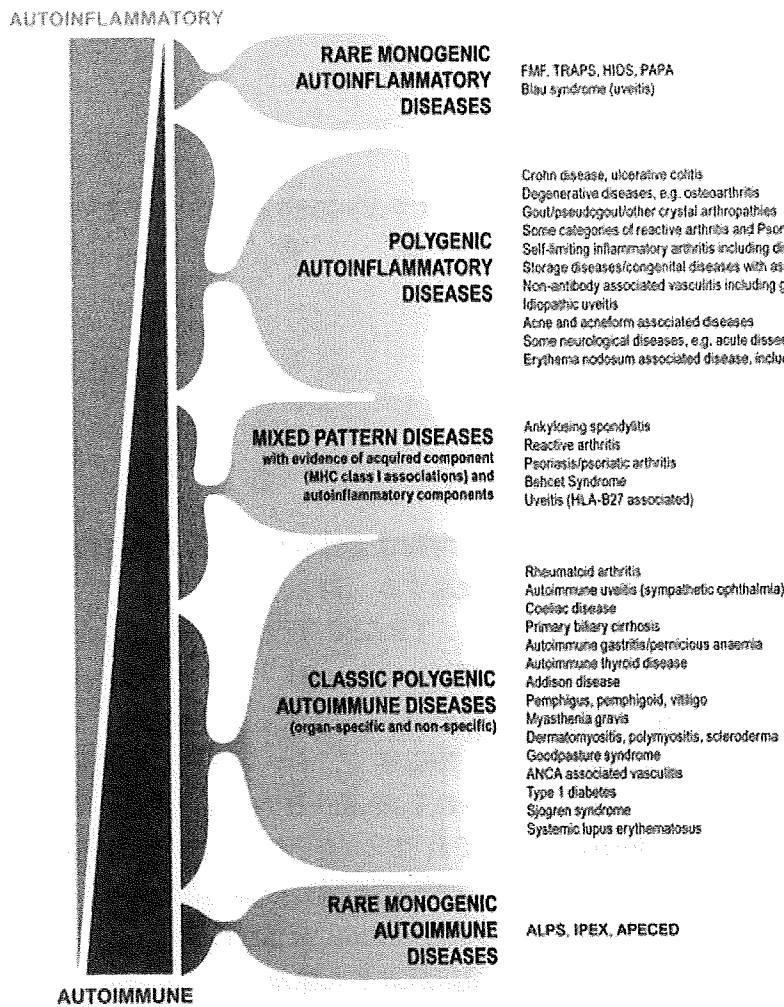 AUTOINFLAMMATORY
RARE MONOGENIC
AUTOINFLAMMATORY
DISEASES
FMF, TRAPS, HIDS, PAPA
Blau syndrome (uveitis)
POLYGENIC
AUTOINFLAMMATORY
DISEASES
Crohn disease, ulcerative colitis
Degenerative diseases, e.g. osteoarthritis
Gout/pseudogout/other crystal arthropathies
Some categories of reactive arthritis and
Self-limiting inflammatory arthritis including
Storage diseases/congenital diseases with
Non-antibody associated vasculitis including
Idiopathic uveitis
Acne and acneform associated diseases
Some neurological diseases, e.g. acute
Erythema nodosum associated disease,
MIXED PATTERN DISEASES
with evidence of acquired component
(MHC class I associations) and
autoinflammatory components
Ankylosing spondylitis
Reactive arthritis
Psoriasis/psoriatic arthritis
Behcet Syndrome
Uveitis (HLA-B27 associated)
CLASSIC POLYGENIC
AUTOIMMUNE DISEASES
(organ-specific and non-specific)
Rheumatoid arthritis
Autoimmune uveitis (sympathetic ophthalmia)
Coeliac disease
Primary biliary cirrhosis
Autoimmune gastritis/pernicious anaemia
Autoimmune thyroid disease
Addison disease
Pemphigus, pemphigoid, vitiligo
Myasthenia gravis
Dermatomyositis, polymyositis, scleroderma
Goodpasture syndrome
ANCA associated vasculitis
Type 1 diabetes
Sjogren syndrome
Systemic lupus erythematosus
RARE MONOGENIC
AUTOIMMUNE
DISEASES
ALPS, IPEX, APECED
AUTOIMMUNE